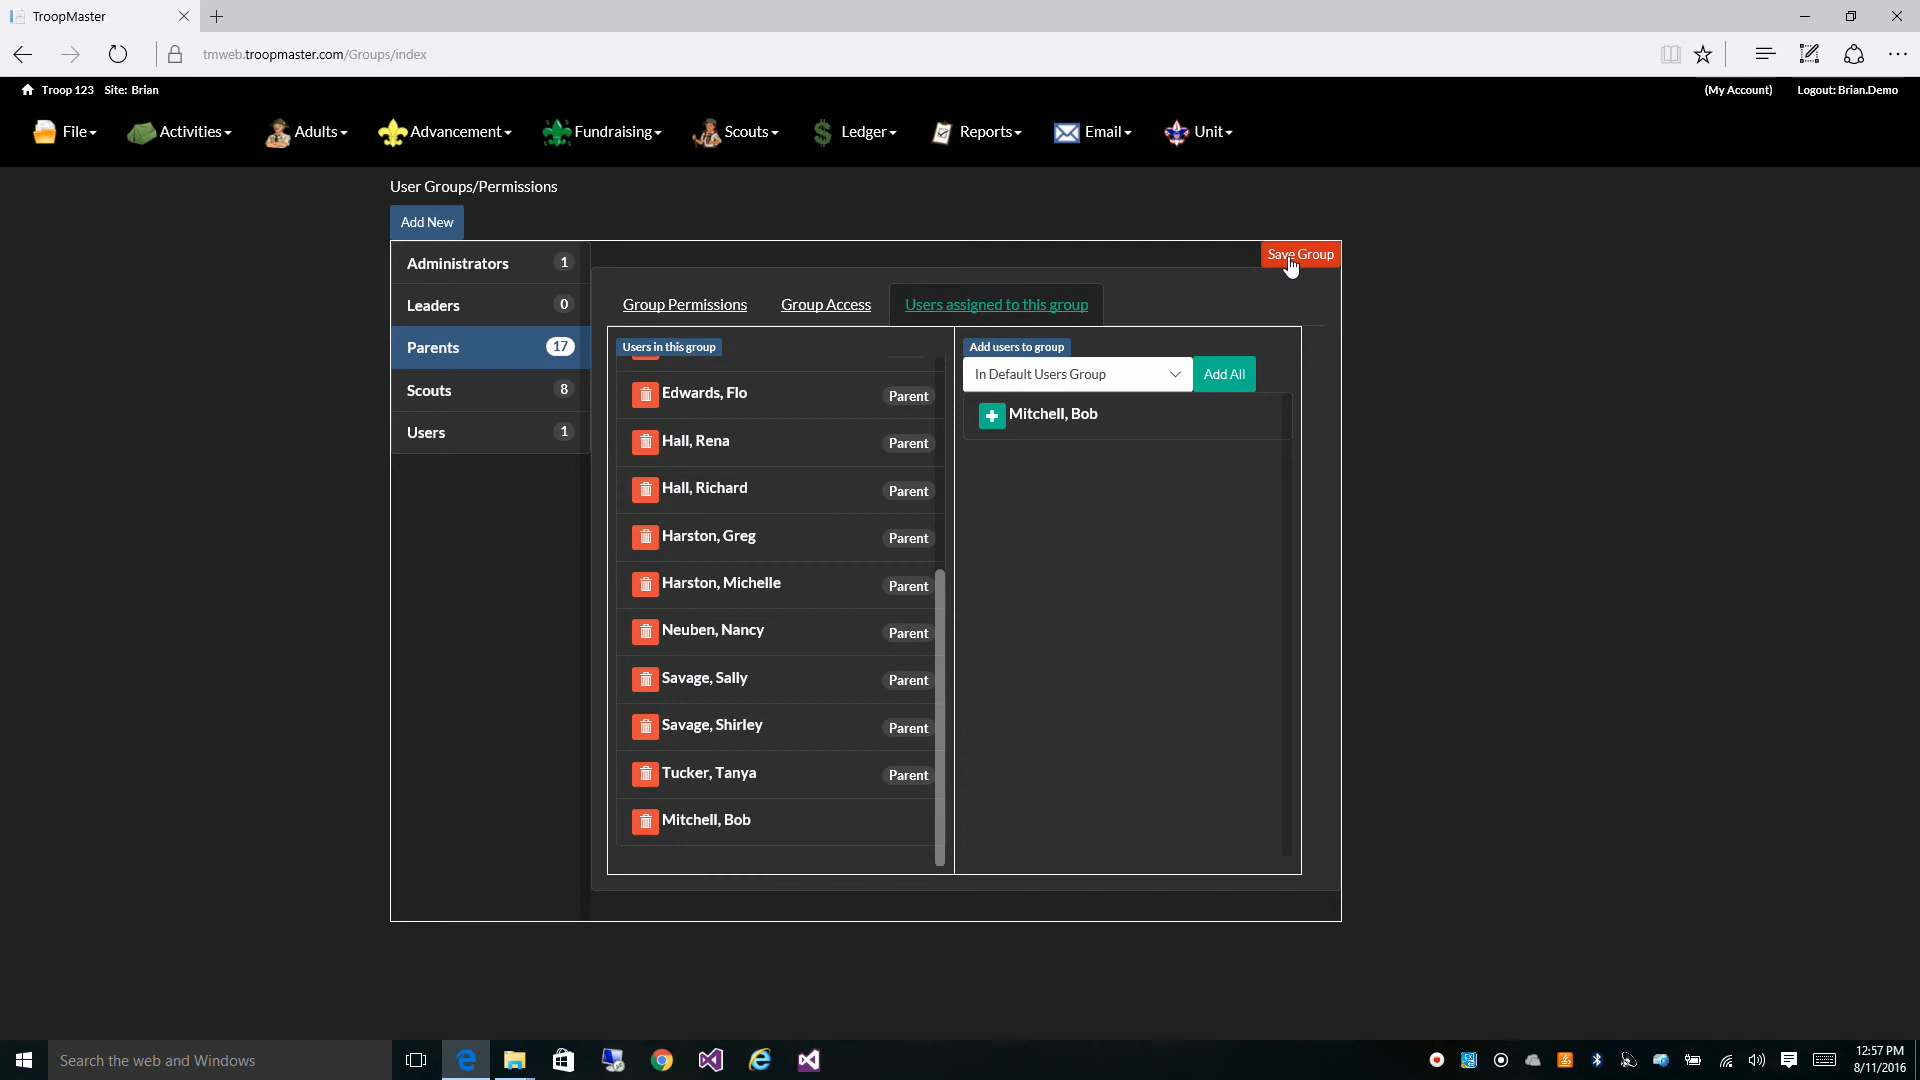 TroopMaster
tmweb.troopmaster.com/Groups/index
Troop 123 Site: Brian
(My Account) Logout: Brian.Demo
File Activities Adults Advancement Fundraising Scouts Ledger Reports Email Unit
User Groups/Permissions
Add New
Save Group
Administrators 1
Leaders 0
Parents 17
Scouts 8
Users 1
Group Permissions Group Access Users assigned to this group
Users in this group
Edwards, Flo Parent
Hall, Rena Parent
Hall, Richard Parent
Harston, Greg Parent
Harston, Michelle Parent
Neuben, Nancy Parent
Savage, Sally Parent
Savage, Shirley Parent
Tucker, Tanya Parent
Mitchell, Bob
Add users to group
In Default Users Group Add All
Mitchell, Bob
Search the web and Windows
12:57 PM
8/11/2016